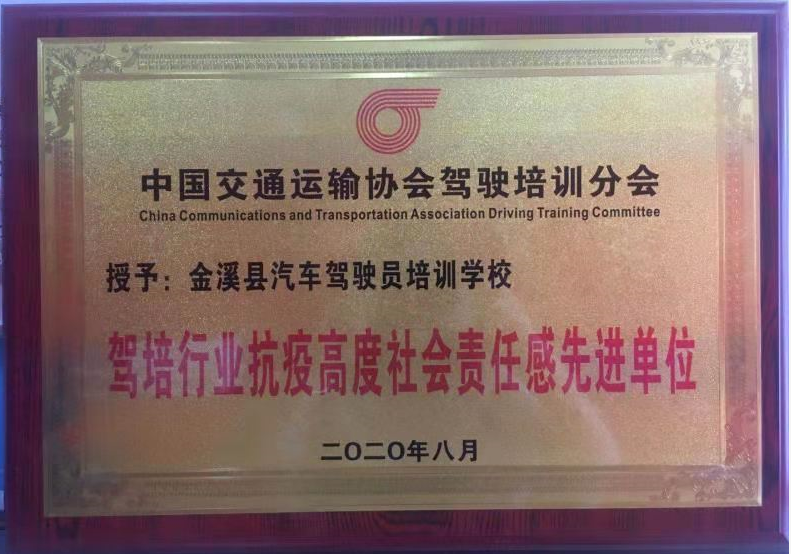 中国交通运输协会驾驶培训分会
China Communications and Transportation Association Driving Training Committee
授予：金溪县汽车驾驶员培训学校
驾培行业抗疫高度社会责任感先进单位
二〇二〇年八月